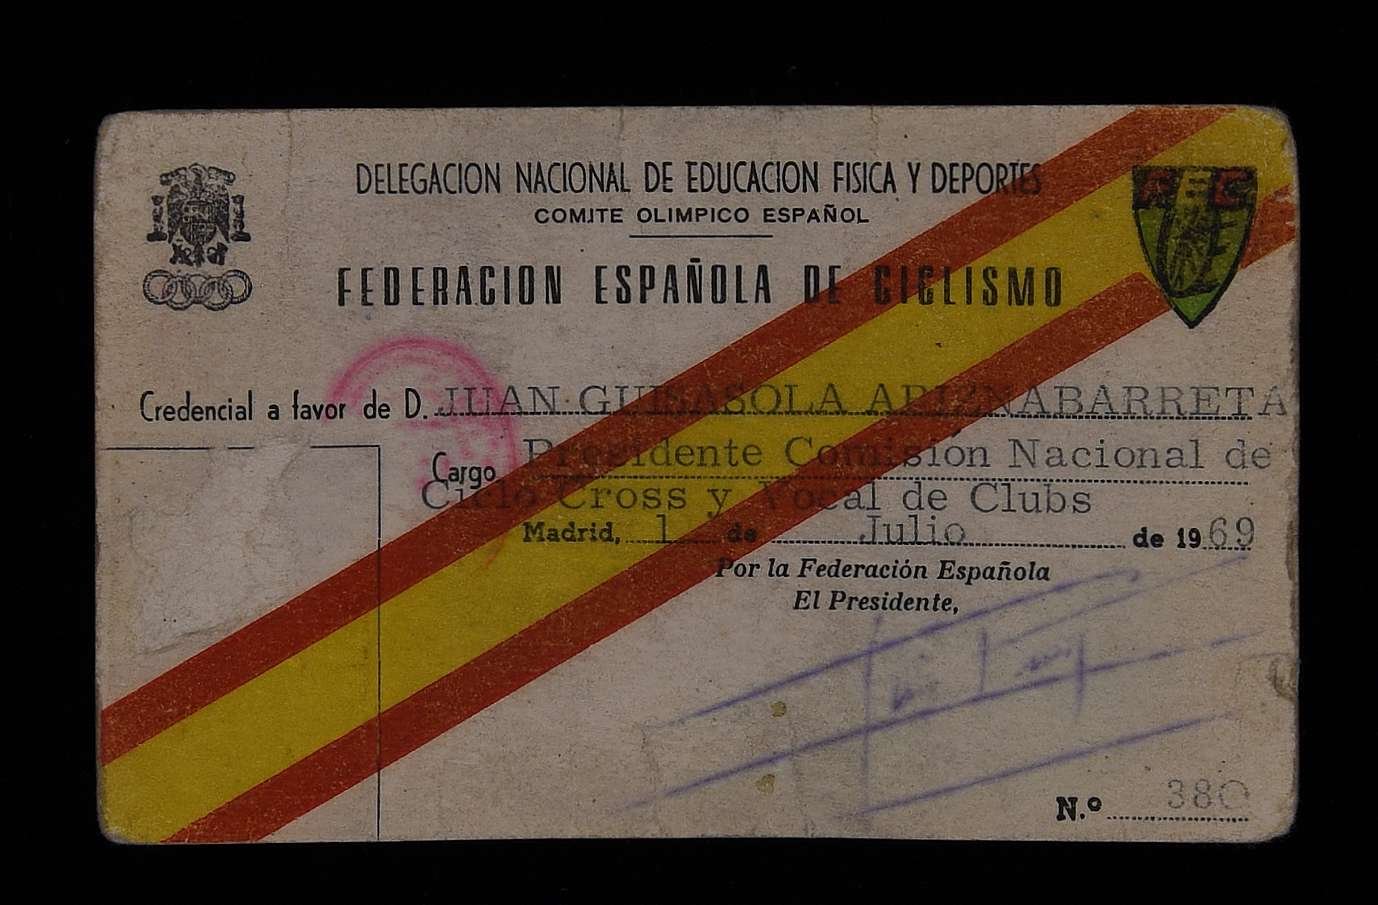 DELEGACION NACIONAL DE EDUCACION FISICA Y DEPORTES
COMITE OLIMPICO ESPAÑOL
FEDERACION ESPAÑOLA DE CICLISMO
FEC
Credencial a favor de D. JUAN GUISASOLA ARIZNABARRETA
Cargo Presidente Comisión Nacional de
Ciclo Cross y Vocal de Clubs
Madrid, 1 de Julio de 1969
Por la Federación Española
El Presidente,
N.º 380